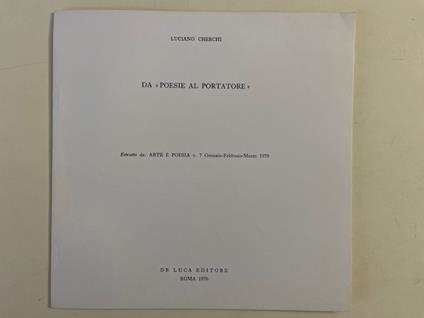 LUCIANO CHERCHI
DA «POESIE AL PORTATORE»
Estratto da: ARTE E POESIA n. 7 Gennaio-Febbraio-Marzo 1970
DE LUCA EDITORE
ROMA 1970